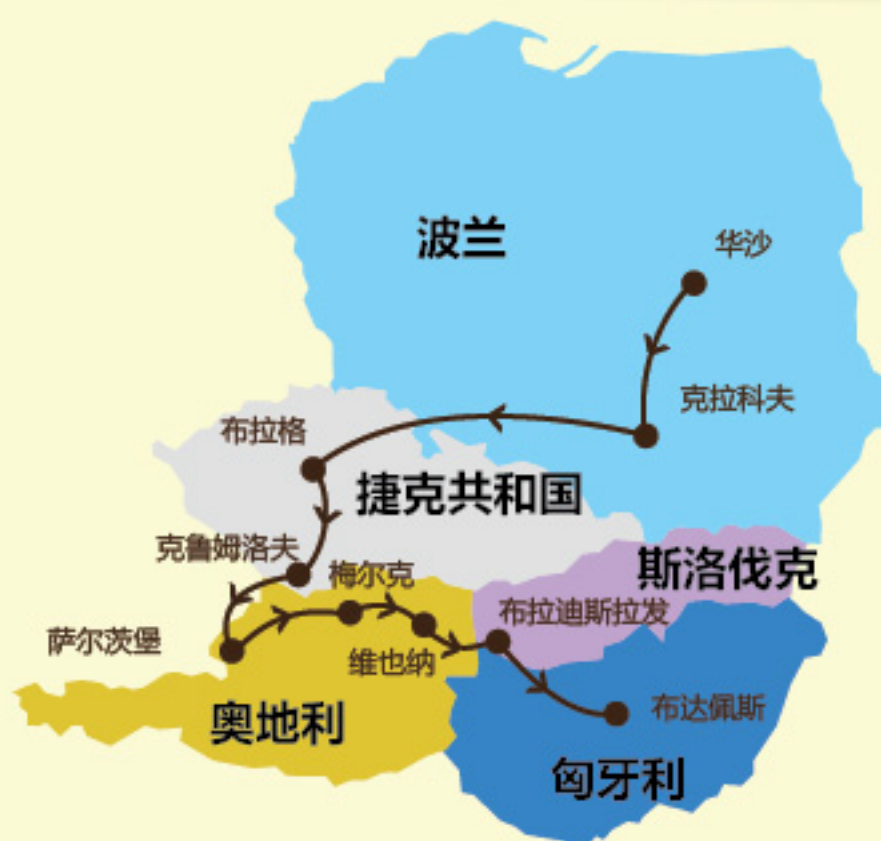 波兰
华沙
克拉科夫
布拉格
捷克共和国
克鲁姆洛夫
梅尔克
斯洛伐克
布拉迪斯拉发
萨尔茨堡
维也纳
奥地利
布达佩斯
匈牙利